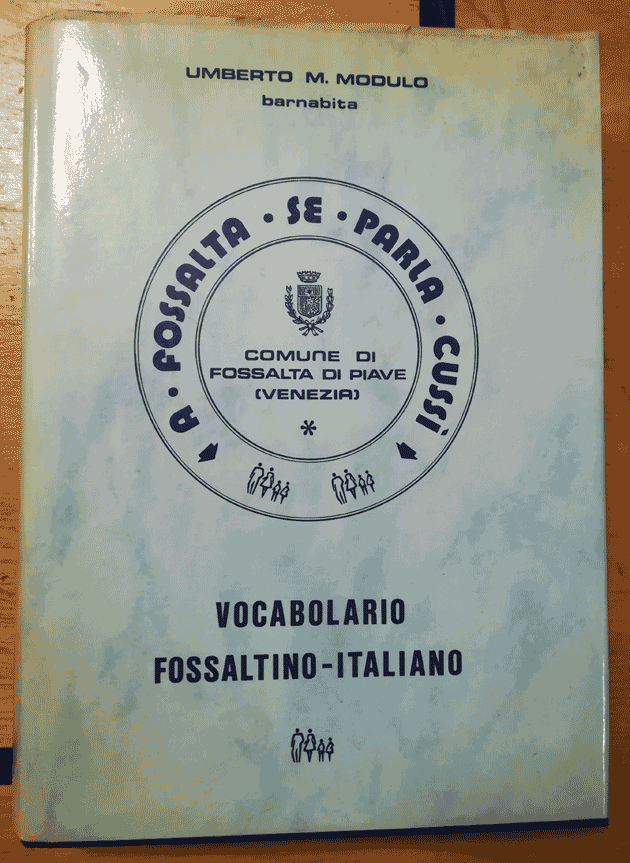 UMBERTO M. MODULO
barnabita
A • FOSSALTA • SE • PARLA • CUSSÌ
COMUNE DI
FOSSALTA DI PIAVE
(VENEZIA)
*
VOCABOLARIO
FOSSALTINO-ITALIANO